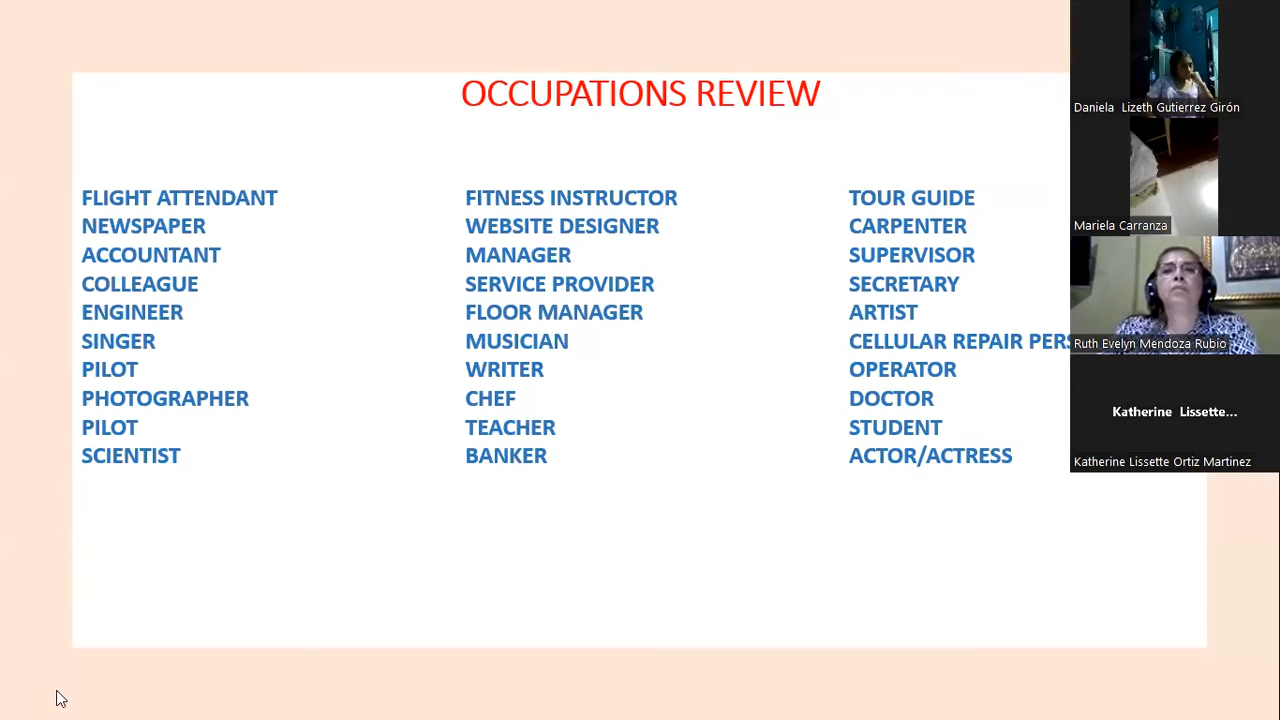 OCCUPATIONS REVIEW
FLIGHT ATTENDANT
NEWSPAPER
ACCOUNTANT
COLLEAGUE
ENGINEER
SINGER
PILOT
PHOTOGRAPHER
PILOT
SCIENTIST
FITNESS INSTRUCTOR
WEBSITE DESIGNER
MANAGER
SERVICE PROVIDER
FLOOR MANAGER
MUSICIAN
WRITER
CHEF
TEACHER
BANKER
TOUR GUIDE
CARPENTER
SUPERVISOR
SECRETARY
ARTIST
CELLULAR REPAIR
OPERATOR
DOCTOR
STUDENT
ACTOR/ACTRESS
Daniela Lizeth Gutierrez Girón
Mariela Carranza
Ruth Evelyn Mendoza Rubio
Katherine Lissette...
Katherine Lissette Ortiz Martinez